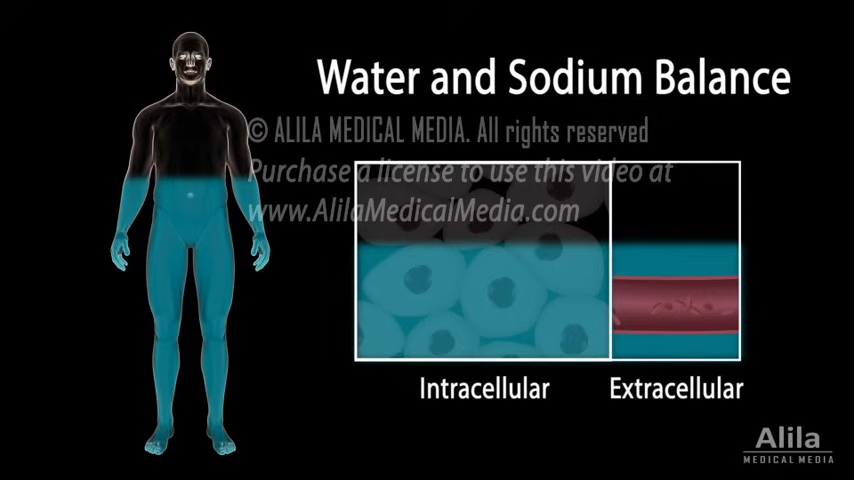 Water and Sodium Balance
© ALILA MEDICAL MEDIA. All rights reserved
Purchase a license to use this video at
www.AlilaMedicalMedia.com
Intracellular
Extracellular
Alila
MEDICAL MEDIA